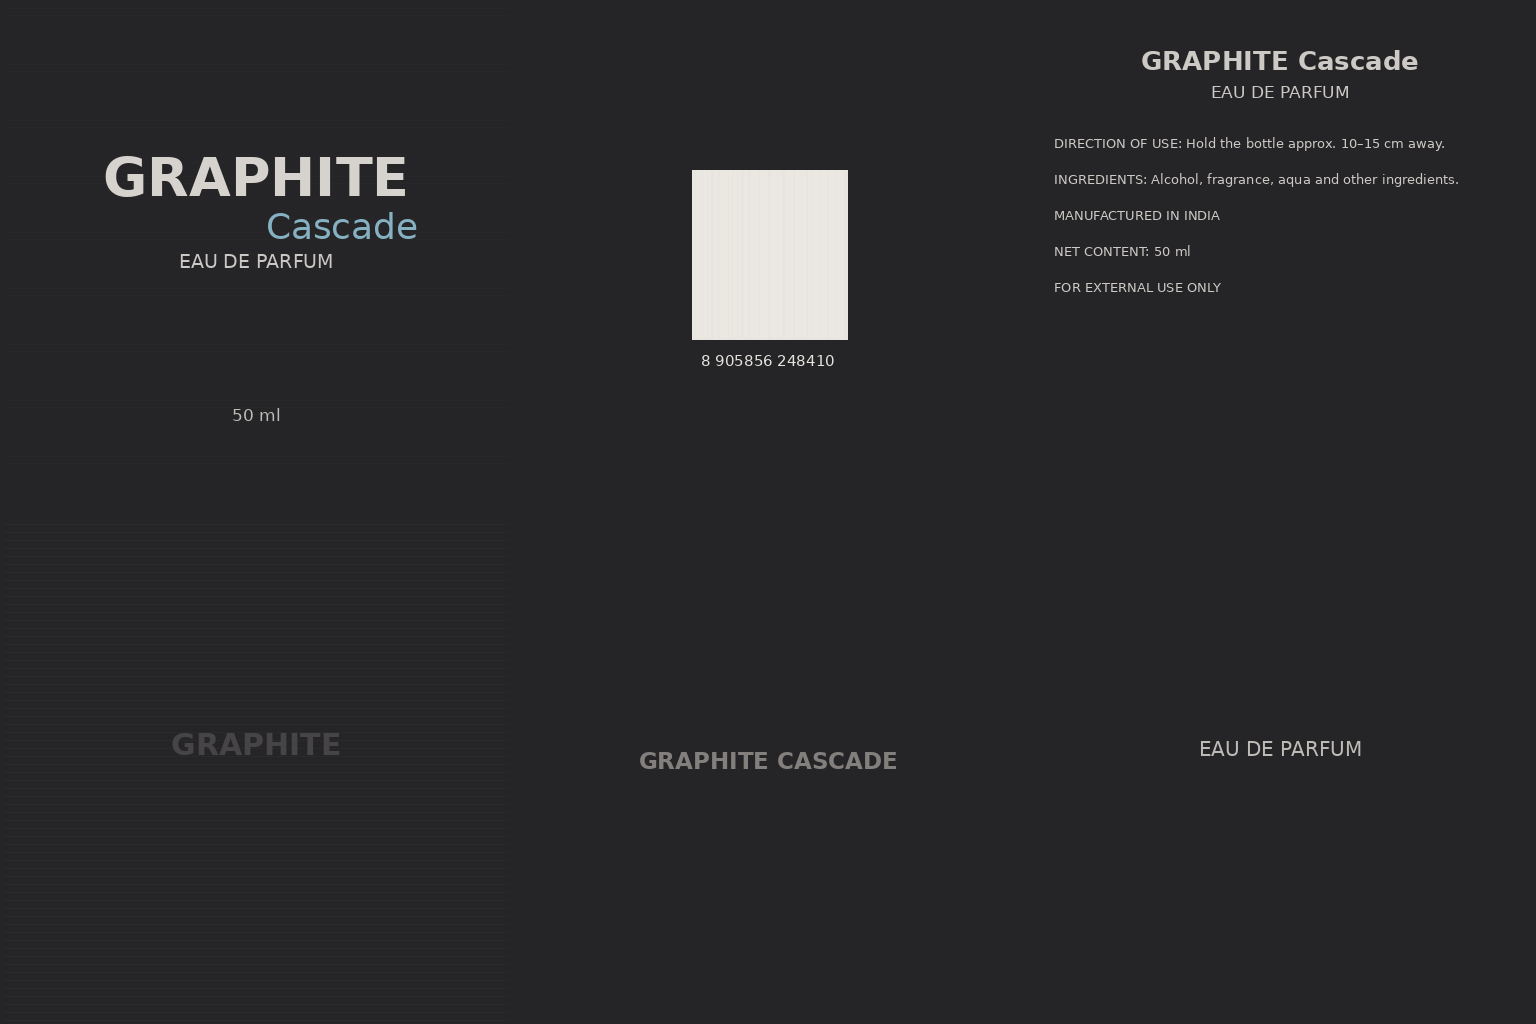 GRAPHITE
Cascade
EAU DE PARFUM
50 ml
8 905856 248410
GRAPHITE Cascade
EAU DE PARFUM
DIRECTION OF USE: Hold the bottle approx. 10–15 cm away.
INGREDIENTS: Alcohol, fragrance, aqua and other ingredients.
MANUFACTURED IN INDIA
NET CONTENT: 50 ml
FOR EXTERNAL USE ONLY
GRAPHITE
GRAPHITE CASCADE
EAU DE PARFUM